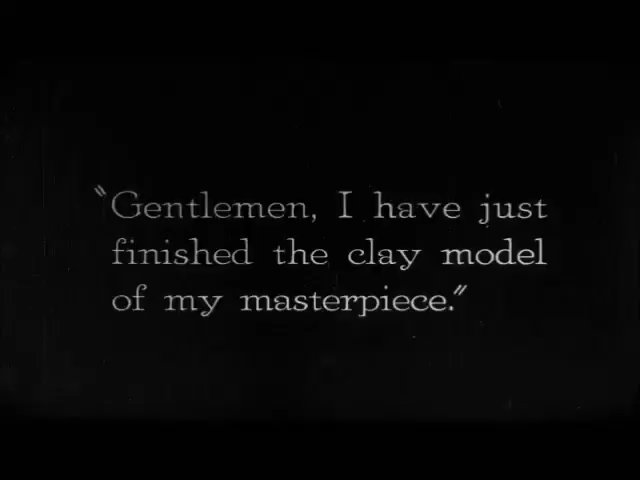 "Gentlemen, I have just
finished the clay model
of my masterpiece."